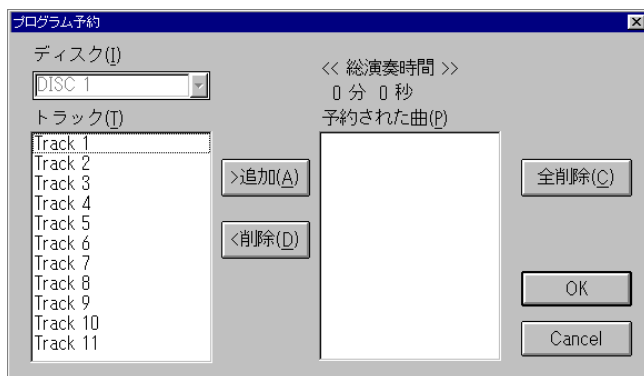 プログラム予約
ディスク(I)
DISC 1
<< 総演奏時間 >>
0 分 0 秒
トラック(T)
予約された曲(P)
Track 1
Track 2
Track 3
Track 4
Track 5
Track 6
Track 7
Track 8
Track 9
Track 10
Track 11
>追加(A)
<削除(D)
全削除(C)
OK
Cancel